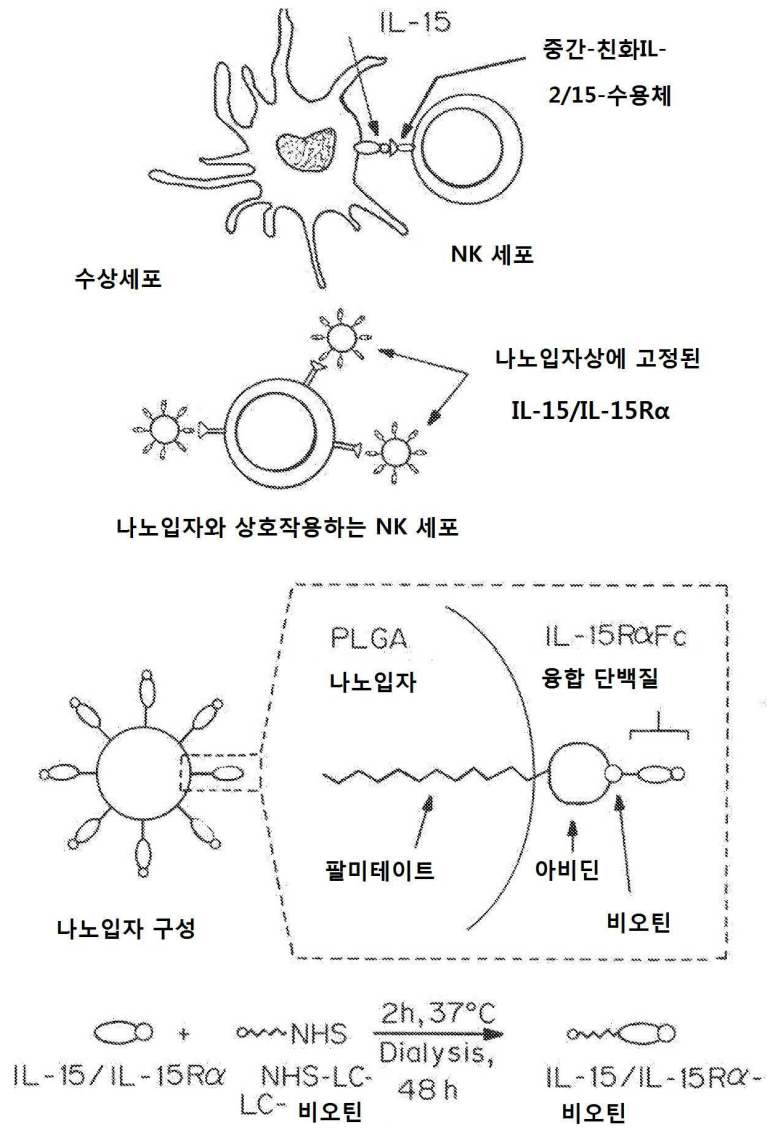 IL-15
중간-친화IL-
2/15-수용체
NK 세포
수상세포
나노입자상에 고정된
IL-15/IL-15Rα
나노입자와 상호작용하는 NK 세포
PLGA
나노입자
IL-15RαFc
융합 단백질
팔미테이트
아비딘
비오틴
나노입자 구성
+
NHS
2h, 37°C
Dialysis,
48h
IL-15/IL-15Rα
NHS-LC-
LC- 비오틴
IL-15/IL-15Rα-
비오틴